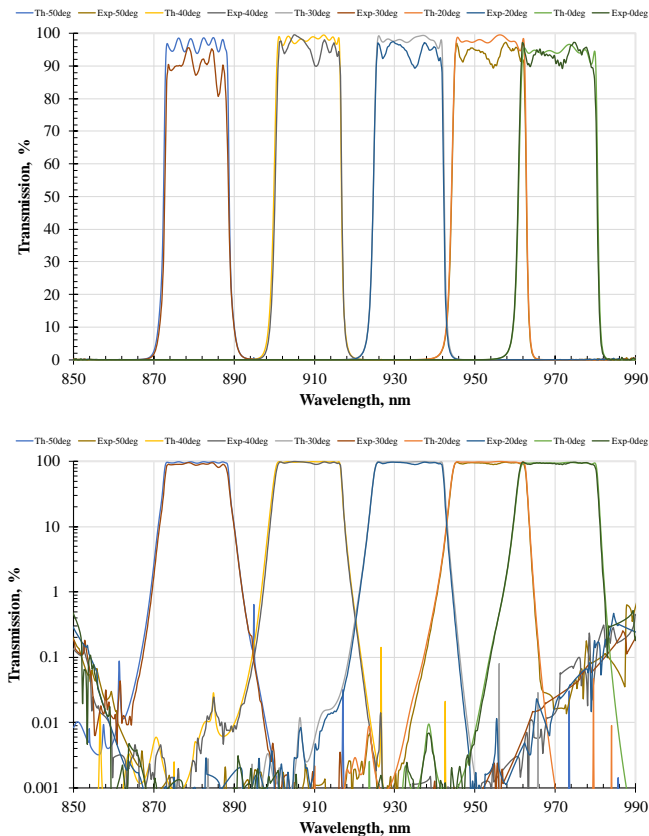 Th-50deg Exp-50deg Th-40deg Exp-40deg Th-30deg Exp-30deg Th-20deg Exp-20deg Th-0deg Exp-0deg
100
90
80
70
60
50
40
30
20
10
0
Transmission, %
850 870 890 910 930 950 970 990
Wavelength, nm
Th-50deg Exp-50deg Th-40deg Exp-40deg Th-30deg Exp-30deg Th-20deg Exp-20deg Th-0deg Exp-0deg
100
10
1
0.1
0.01
0.001
Transmission, %
850 870 890 910 930 950 970 990
Wavelength, nm